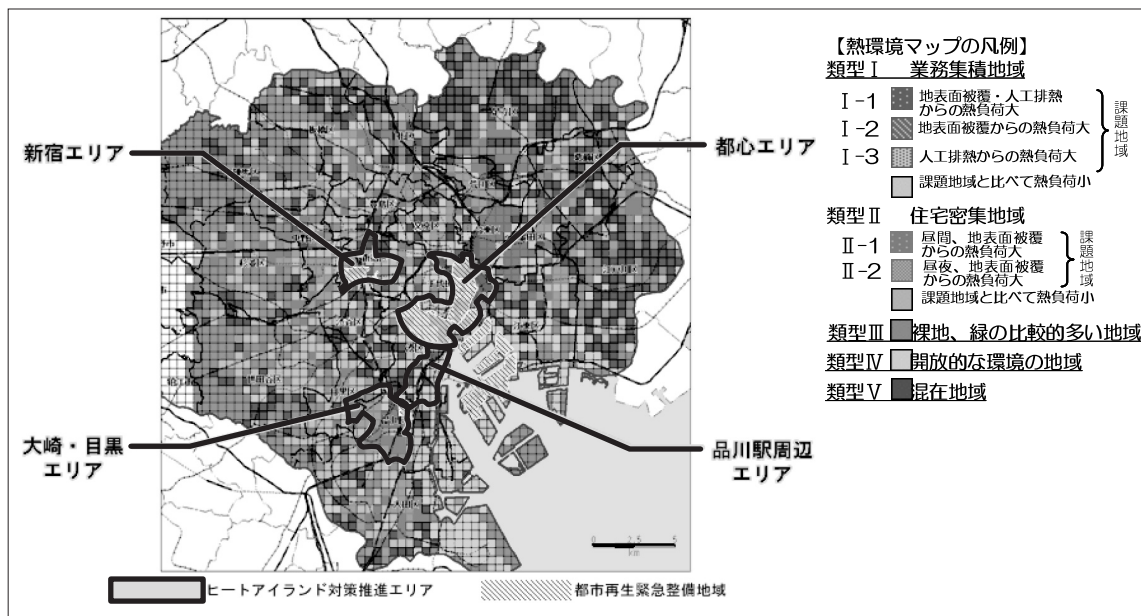 【熱環境マップの凡例】
類型Ⅰ 業務集積地域
Ⅰ-1 地表面被覆・人工排熱
からの熱負荷大
Ⅰ-2 地表面被覆からの熱負荷大
Ⅰ-3 人工排熱からの熱負荷大
課題地域
課題地域と比べて熱負荷小
類型Ⅱ 住宅密集地域
Ⅱ-1 昼間、地表面被覆
からの熱負荷大
Ⅱ-2 昼夜、地表面被覆
からの熱負荷大
課題地域
課題地域と比べて熱負荷小
類型Ⅲ 裸地、緑の比較的多い地域
類型Ⅳ 開放的な環境の地域
類型Ⅴ 混在地域
新宿エリア
都心エリア
大崎・目黒
エリア
品川駅周辺
エリア
0 2.5 5
km
ヒートアイランド対策推進エリア
都市再生緊急整備地域